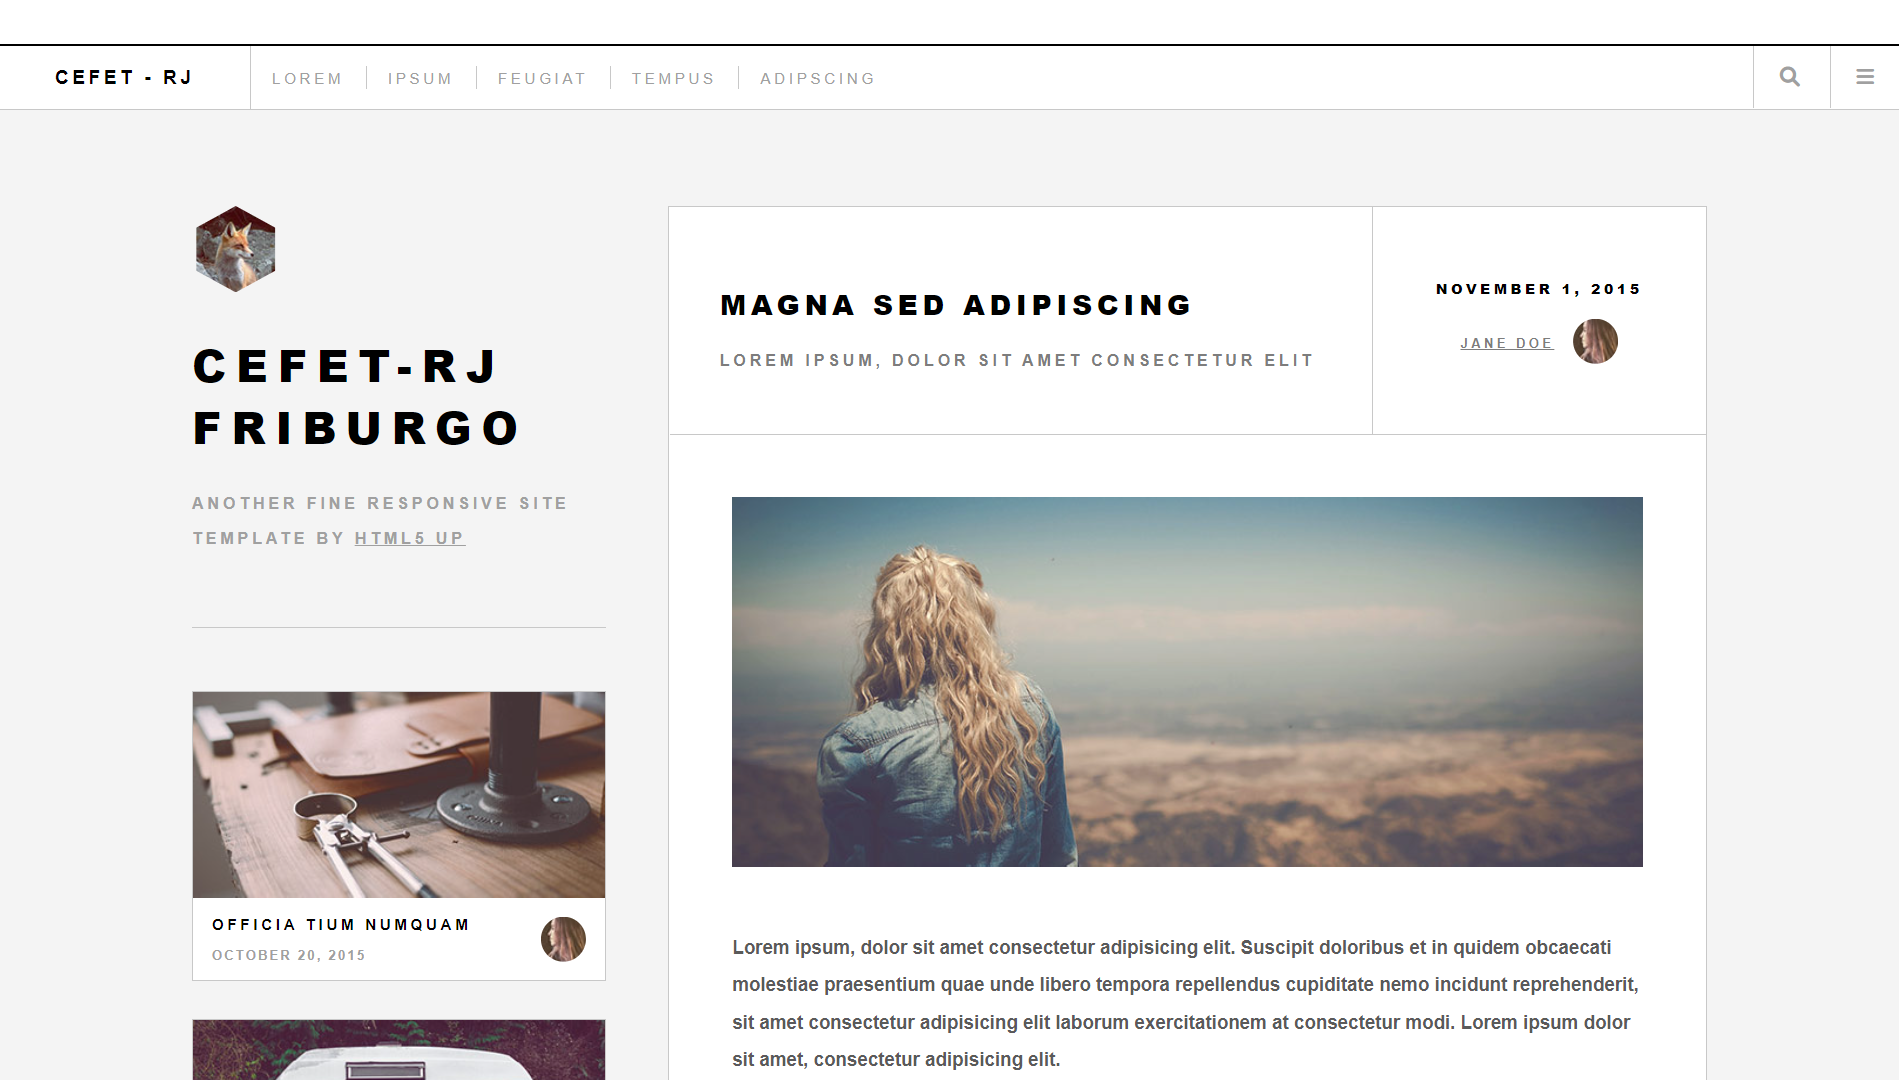 CEFET - RJ
LOREM
IPSUM
FEUGIAT
TEMPUS
ADIPSCING
CEFET-RJ
FRIBURGO
ANOTHER FINE RESPONSIVE SITE
TEMPLATE BY HTML5 UP
OFFICIA TIUM NUMQUAM
OCTOBER 20, 2015
MAGNA SED ADIPISCING
LOREM IPSUM, DOLOR SIT AMET CONSECTETUR ELIT
NOVEMBER 1, 2015
JANE DOE
Lorem ipsum, dolor sit amet consectetur adipisicing elit. Suscipit doloribus et in quidem obcaecati
molestiae praesentium quae unde libero tempora repellendus cupiditate nemo incidunt reprehenderit,
sit amet consectetur adipisicing elit laborum exercitationem at consectetur modi. Lorem ipsum dolor
sit amet, consectetur adipisicing elit.